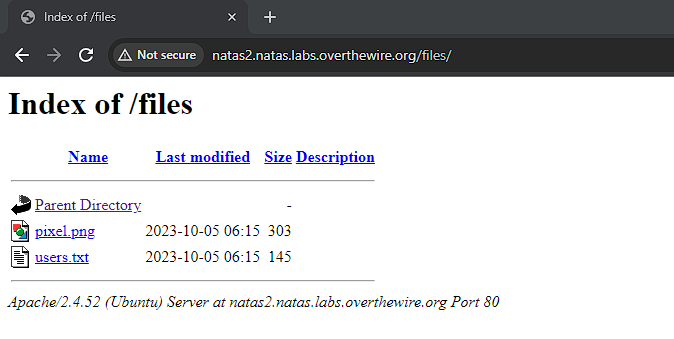 Index of /files
Not secure natas2.natas.labs.overthewire.org/files/
Index of /files
Name Last modified Size Description
Parent Directory -
pixel.png 2023-10-05 06:15 303
users.txt 2023-10-05 06:15 145
Apache/2.4.52 (Ubuntu) Server at natas2.natas.labs.overthewire.org Port 80